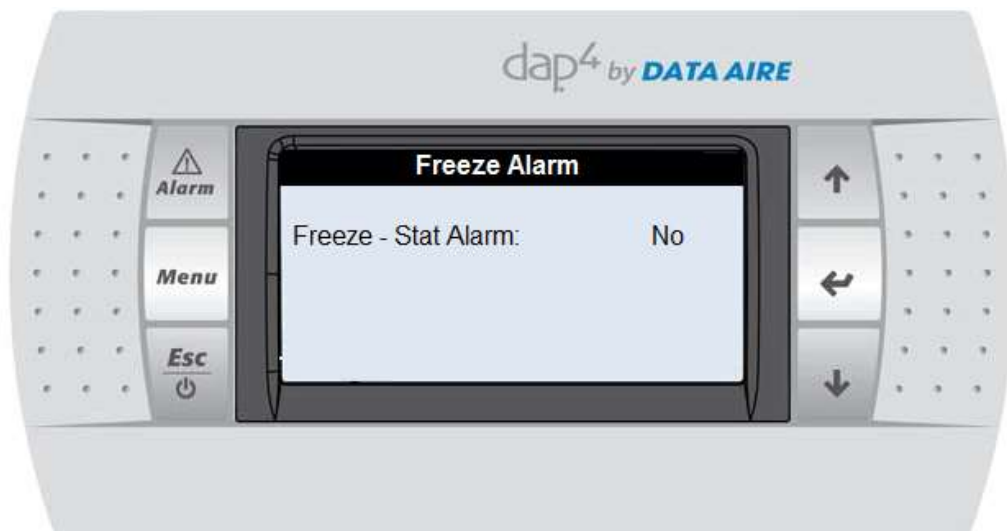 dap4 by DATA AIRE
Freeze Alarm
Freeze - Stat Alarm: No
Alarm
Menu
Esc